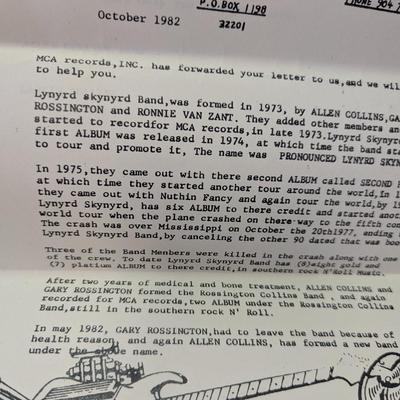 P.O.BOX 1198
PHONE 904
October 1982
32201
MCA records,INC. has forwarded your letter to us,and we wil
to help you.
Lynyrd skynyrd Band,was formed in 1973, by ALLEN COLLINS,GA
ROSSINGTON and RONNIE VAN ZANT. They added other members an
started to recordfor MCA records,in late 1973.Lynyrd Skynyr
first ALBUM was released in 1974, at which time the band sta
to tour and promote it, The name was  PRONOUNCED LYNYRD SKYN
In 1975,they came out with there second ALBUM called SECOND
at which time they started another tour around the world,In
they came out with Nuthin Fancy and again tour the world,by 19
Lynyrd Skynyrd, has six ALBUM to there credit and started anot
world tour when the plane crashed on there way to the fifth con
The crash was over Mississippi on October the 20th1977, ending
Lynyrd Skynyrd Band,by canceling the other 90 dated that was boo
Three of the Band Members were killed in the crash along with one
of the crew. To date Lynyrd Skynyrd Band has (8)eight gold and
(7) platium ALBUM to there credit,in southern rock N'Roll Music.
After two years of medical and bone treatment, ALLEN COLLINS and
GARY ROSSINGTON formed the Rossington Collins Band , and again
recorded for MCA records,two ALBUM under the Rossington Collins
Band,still in the southern rock N' Roll.
In may 1982, GARY ROSSINGTON,had to leave the band because of
health reason, and again ALLEN COLLINS, has formed a new band
under the above name.